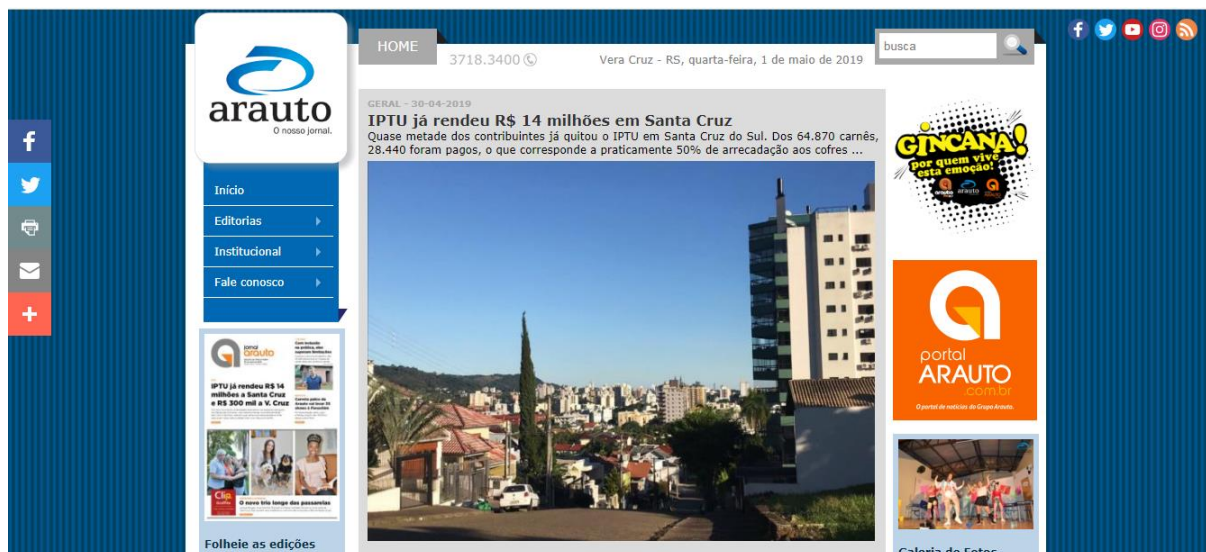 arauto
O nosso jornal.
HOME
3718.3400
Vera Cruz - RS, quarta-feira, 1 de maio de 2019
busca
GERAL - 30-04-2019
IPTU já rendeu R$ 14 milhões em Santa Cruz
Quase metade dos contribuintes já quitou o IPTU em Santa Cruz do Sul. Dos 64.870 carnês,
28.440 foram pagos, o que corresponde a praticamente 50% de arrecadação aos cofres ...
Início
Editorias
Institucional
Fale conosco
jornal
arauto
IPTU já rendeu R$ 14
milhões a Santa Cruz
e R$ 300 mil a V. Cruz
Clip
O novo trio longe das passarelas
Folheie as edições
GINCANA!
por quem vive
esta emoção!
arauto
portal
ARAUTO
.com.br
O portal de notícias do Grupo Arauto.
Galeria de Fotos